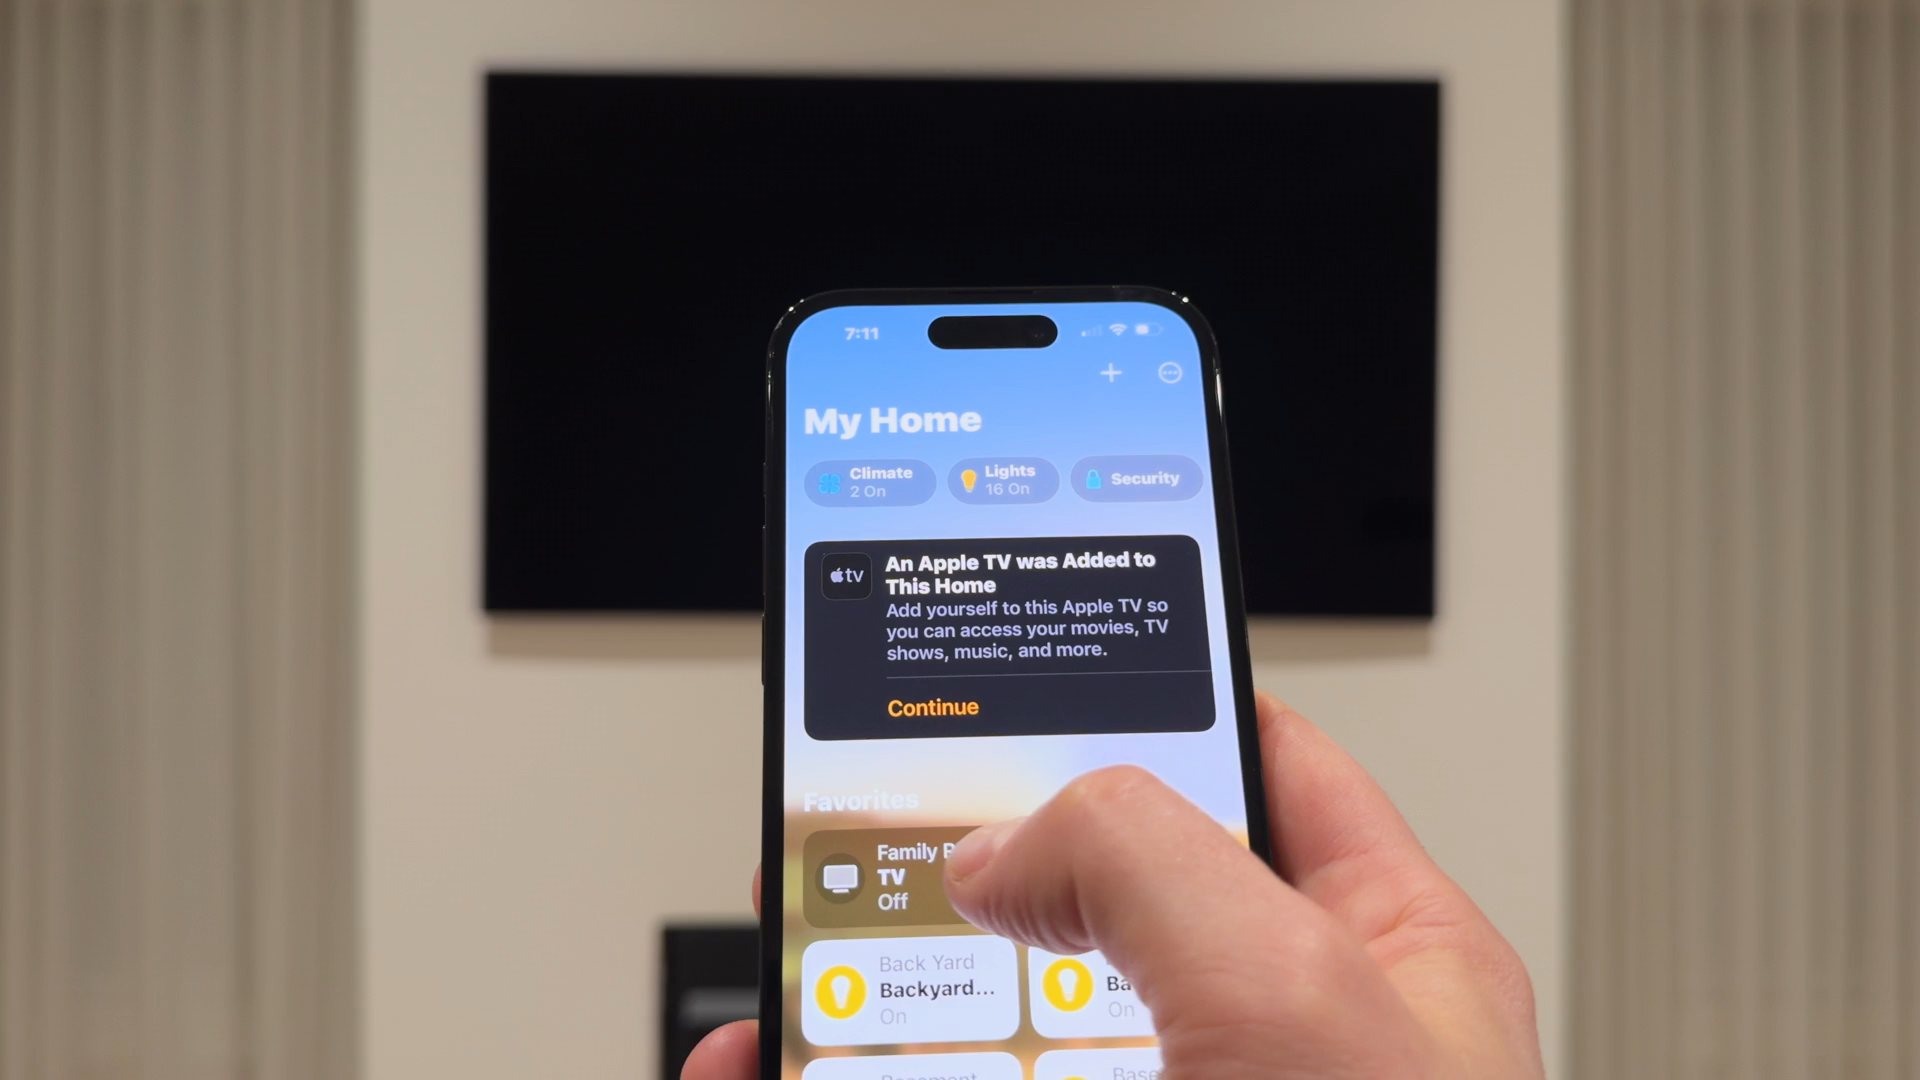 7:11
My Home
Climate
2 On
Lights
16 On
Security
tv
An Apple TV was Added to
This Home
Add yourself to this Apple TV so
you can access your movies, TV
shows, music, and more.
Continue
Favorites
Family
TV
Off
Back Yard
Backyard...
On
Ba
On
Basement
Base